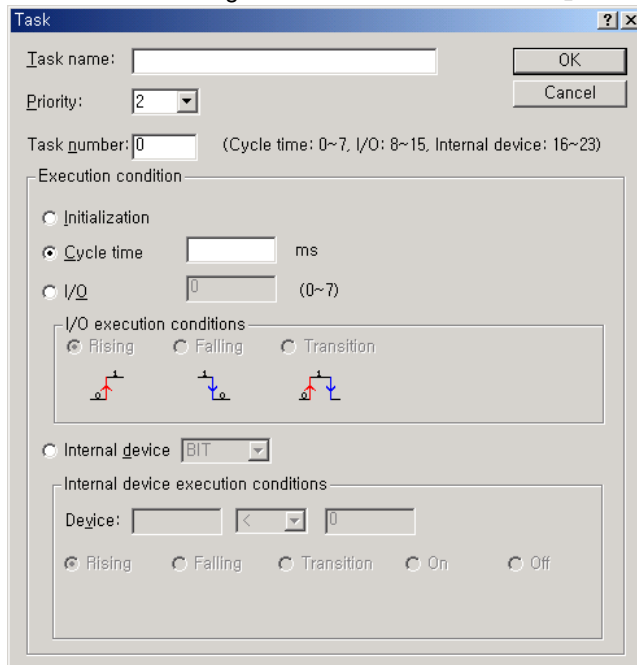 Task
Task name:
OK
Priority: 2
Cancel
Task number: 0 (Cycle time: 0~7, I/O: 8~15, Internal device: 16~23)
Execution condition
Initialization
Cycle time ms
I/O 0 (0~7)
I/O execution conditions
Rising Falling Transition
1 1 1
0 0 0
Internal device BIT
Internal device execution conditions
Device: < 0
Rising Falling Transition On Off